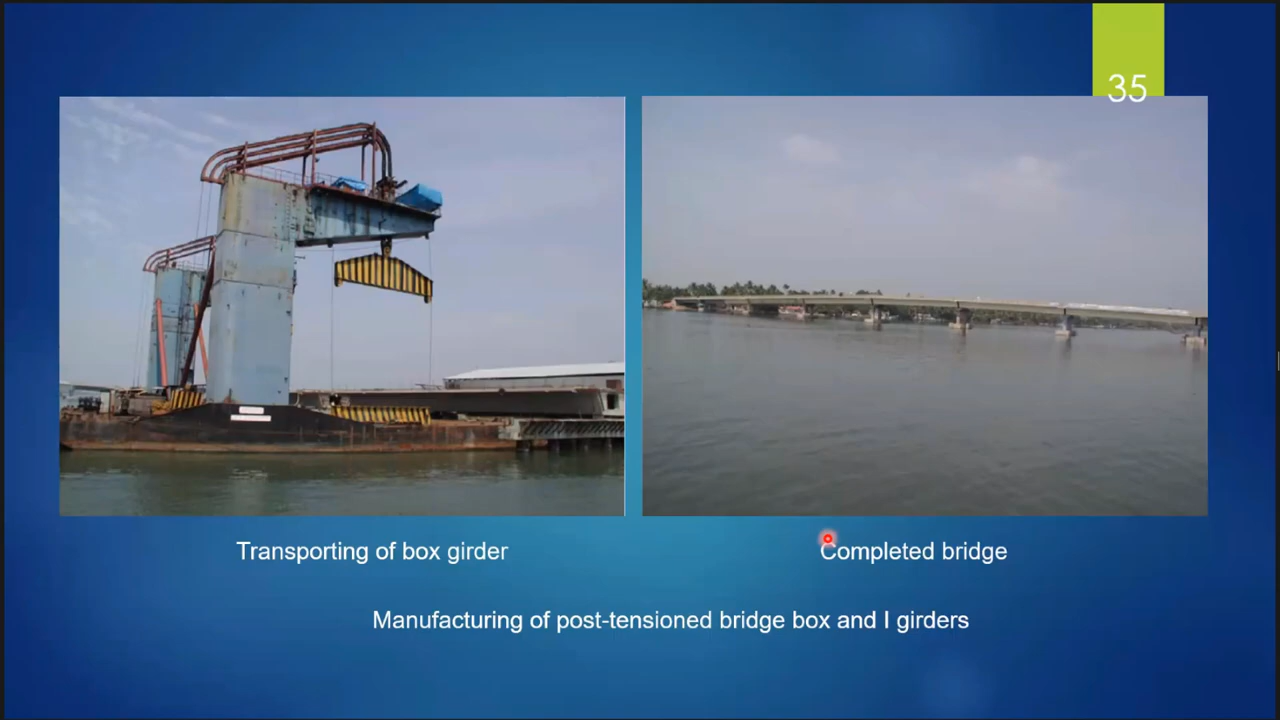 35
Transporting of box girder
Completed bridge
Manufacturing of post-tensioned bridge box and I girders